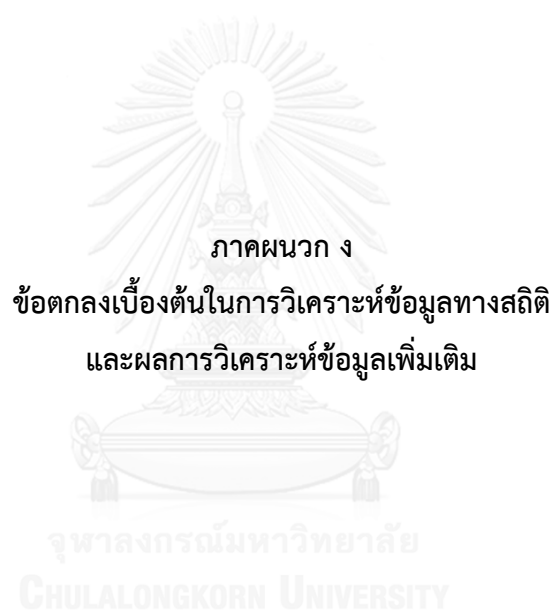 ภาคผนวก ง
ข้อตกลงเบื้องต้นในการวิเคราะห์ข้อมูลทางสถิติ
และผลการวิเคราะห์ข้อมูลเพิ่มเติม
จุฬาลงกรณ์มหาวิทยาลัย
CHULALONGKORN UNIVERSITY